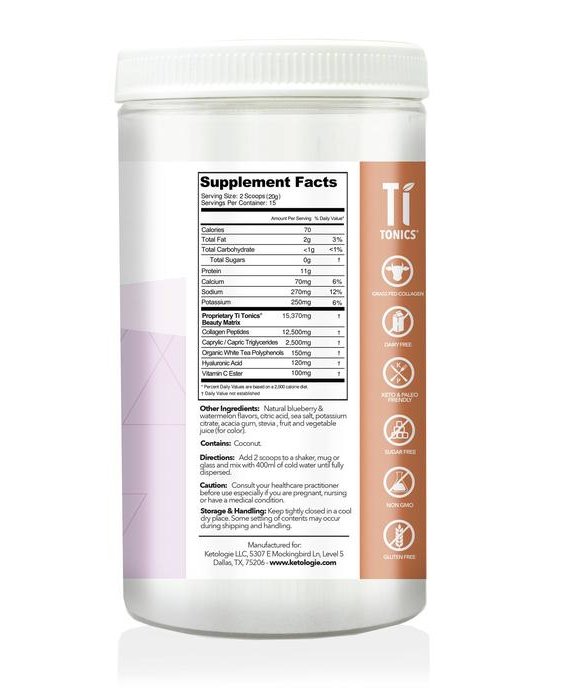 Supplement Facts
Serving Size: 2 Scoops (20g)
Servings Per Container: 15
Amount Per Serving % Daily Value*
Calories 70
Total Fat 2g 3%
Total Carbohydrate <1g <1%
Total Sugars 0g †
Protein 11g
Calcium 70mg 6%
Sodium 270mg 12%
Potassium 250mg 6%
Proprietary Ti Tonics® 15,370mg †
Beauty Matrix
Collagen Peptides 12,500mg †
Caprylic / Capric Triglycerides 2,500mg †
Organic White Tea Polyphenols 150mg †
Hyaluronic Acid 120mg †
Vitamin C Ester 100mg †
* Percent Daily Values are based on a 2,000 calorie diet
† Daily Value not established
Other Ingredients: Natural blueberry &
watermelon flavors, citric acid, sea salt, potassium
citrate, acacia gum, stevia , fruit and vegetable
juice (for color).
Contains: Coconut.
Directions: Add 2 scoops to a shaker, mug or
glass and mix with 400ml of cold water until fully
dispersed.
Caution: Consult your healthcare practitioner
before use especially if you are pregnant, nursing
or have a medical condition.
Storage & Handling: Keep tightly closed in a cool
dry place. Some settling of contents may occur
during shipping and handling.
Manufactured for:
Ketologie LLC, 5307 E Mockingbird Ln, Level 5
Dallas, TX, 75206 - www.ketologie.com
Ti
TONICS®
GRASS FED COLLAGEN
DAIRY FREE
K P
KETO & PALEO
FRIENDLY
SUGAR FREE
NON GMO
GLUTEN FREE